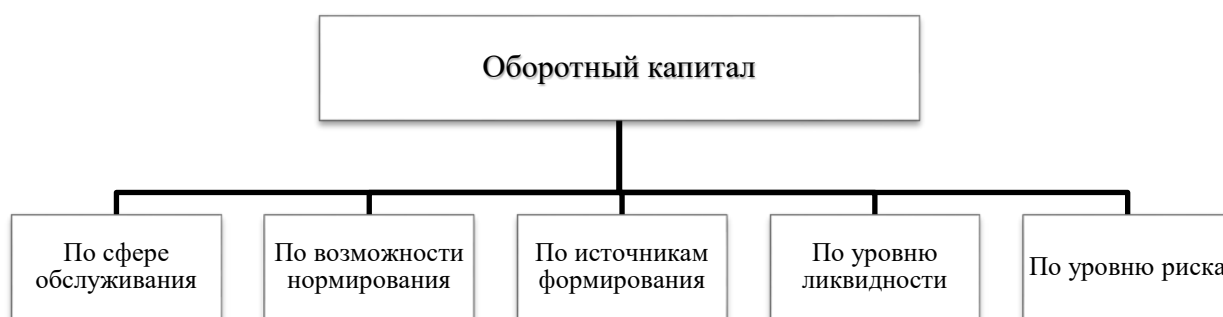 Оборотный капитал
По сфере
обслуживания
По возможности
нормирования
По источникам
формирования
По уровню
ликвидности
По уровню риска